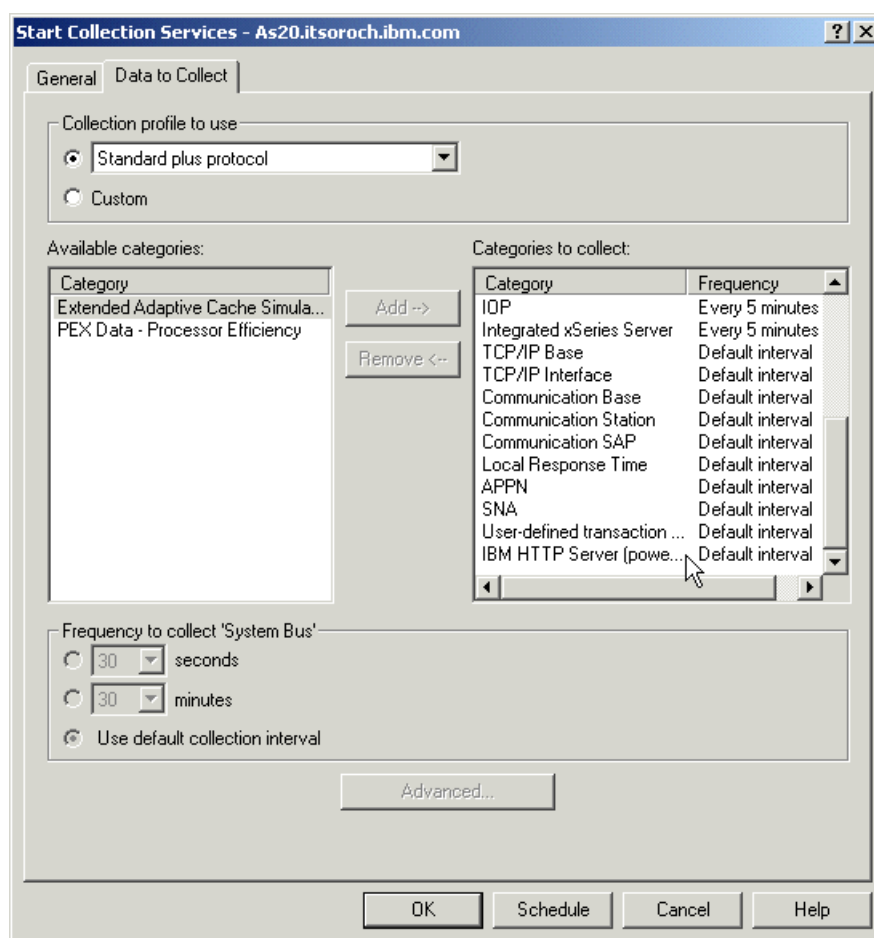 Start Collection Services - As20.itsoroch.ibm.com
General Data to Collect
Collection profile to use
Standard plus protocol
Custom
Available categories:
Category
Extended Adaptive Cache Simula...
PEX Data - Processor Efficiency
Add -->
Remove <--
Categories to collect:
Category Frequency
IOP Every 5 minutes
Integrated xSeries Server Every 5 minutes
TCP/IP Base Default interval
TCP/IP Interface Default interval
Communication Base Default interval
Communication Station Default interval
Communication SAP Default interval
Local Response Time Default interval
APPN Default interval
SNA Default interval
User-defined transaction ... Default interval
IBM HTTP Server (powe... Default interval
Frequency to collect 'System Bus'
30 seconds
30 minutes
Use default collection interval
Advanced...
OK Schedule Cancel Help